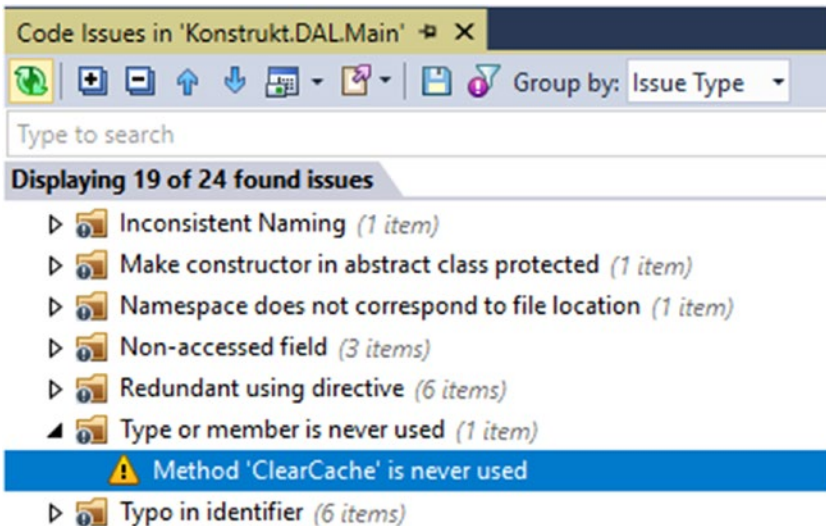 Code Issues in 'Konstrukt.DAL.Main'
Group by: Issue Type
Type to search
Displaying 19 of 24 found issues
Inconsistent Naming (1 item)
Make constructor in abstract class protected (1 item)
Namespace does not correspond to file location (1 item)
Non-accessed field (3 items)
Redundant using directive (6 items)
Type or member is never used (1 item)
Method 'ClearCache' is never used
Typo in identifier (6 items)